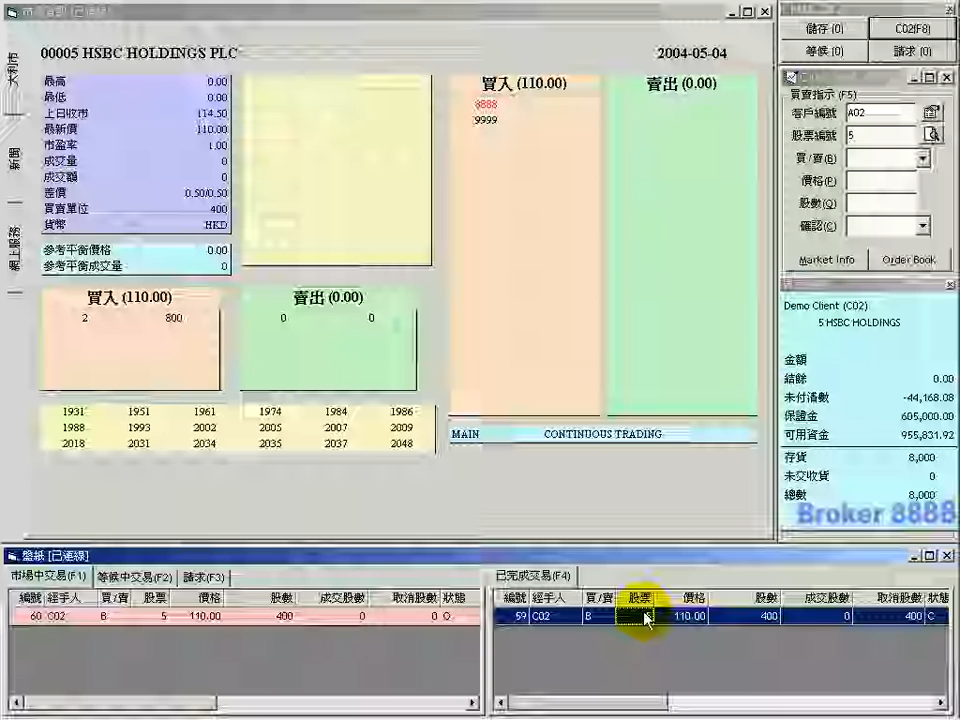 00005 HSBC HOLDINGS PLC
2004-05-04
最高 0.00
最低 0.00
上日收市 114.50
最新價 110.00
市盈率 1.00
成交量 0
成交額 0
差價 0.50/0.50
買賣單位 400
貨幣 HKD
參考平衡價格 0.00
參考平衡成交量 0
買入 (110.00)
2 800
賣出 (0.00)
0 0
1931 1951 1961 1974 1984 1986
1988 1993 2002 2005 2007 2009
2018 2031 2034 2035 2037 2048
買入 (110.00)
8888
9999
賣出 (0.00)
MAIN CONTINUOUS TRADING
大利市
新聞
網上服務
儲存 (0) C02(F8)
等候 (0) 請求 (0)
買賣指示 (F5)
客戶編號 A02
股票編號 5
買/賣(B)
價格(P)
股數(Q)
確認(C)
Market Info Order Book
Demo Client (C02)
5 HSBC HOLDINGS
金額
結餘 0.00
未付滀數 -44,168.08
保證金 605,000.00
可用資金 955,831.92
存貨 8,000
未交收貨 0
總數 8,000
Broker 8888
盤紙 [已連線]
市場中交易(F1) 等候中交易(F2) 請求(F3)
編號 經手人 買/賣 股票 價格 股數 成交股數 取消股數 狀態
60 C02 B 5 110.00 400 0 0 Q
已完成交易(F4)
編號 經手人 買/賣 股票 價格 股數 成交股數 取消股數 狀態
59 C02 B 110.00 400 0 400 C